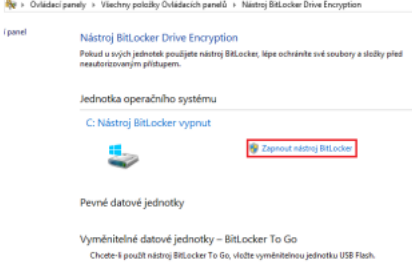 Ovládací panely › Všechny položky Ovládacích panelů › Nástroj BitLocker Drive Encryption
í panel
Nástroj BitLocker Drive Encryption
Pokud u svých jednotek použijete nástroj BitLocker, lépe ochráníte své soubory a složky před
neautorizovaným přístupem.
Jednotka operačního systému
C: Nástroj BitLocker vypnut
Zapnout nástroj BitLocker
Pevné datové jednotky
Vyměnitelné datové jednotky – BitLocker To Go
Chcete-li použít nástroj BitLocker To Go, vložte vyměnitelnou jednotku USB Flash.